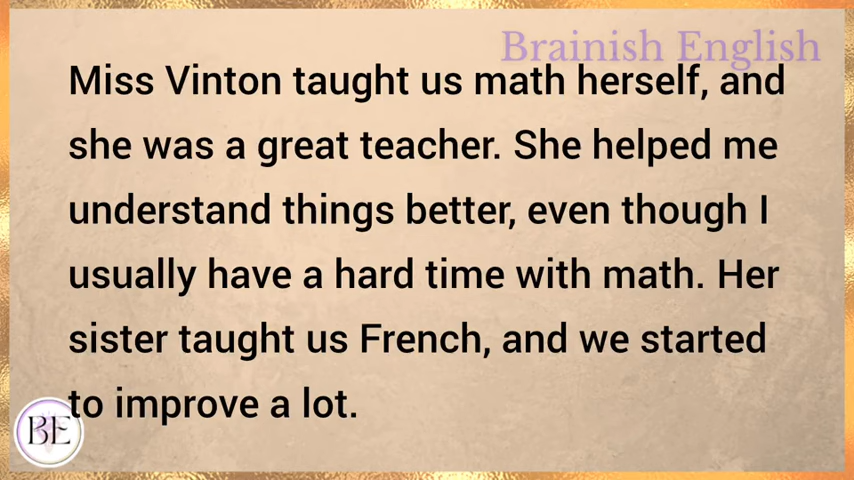 Brainish English
Miss Vinton taught us math herself, and
she was a great teacher. She helped me
understand things better, even though I
usually have a hard time with math. Her
sister taught us French, and we started
to improve a lot.
BE